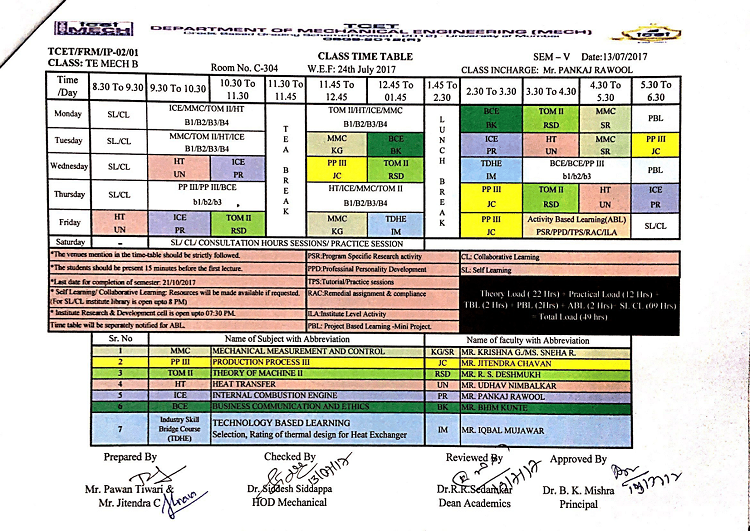 tcet
MECH
TCET
DEPARTMENT OF MECHANICAL ENGINEERING (MECH)
University of Mumbai
tcet
TCET/FRM/IP-02/01
CLASS: TE MECH B
CLASS TIME TABLE
SEM – V Date:13/07/2017
Room No. C-304
W.E.F: 24th July 2017
CLASS INCHARGE: Mr. PANKAJ RAWOOL
Time /Day 8.30 To 9.30 9.30 To 10.30 10.30 To 11.30 11.30 To 11.45 11.45 To 12.45 12.45 To 01.45 1.45 To 2.30 2.30 To 3.30 3.30 To 4.30 4.30 To 5.30 5.30 To 6.30
TEA BREAK
LUNCH BREAK
Monday SL/CL ICE/MMC/TOM II/HT TOM II/HT/ICE/MMC BCE TOM II MMC PBL
B1/B2/B3/B4 B1/B2/B3/B4 BK RSD SR
Tuesday SL/CL MMC/TOM II/HT/ICE MMC BCE ICE HT MMC PP III
B1/B2/B3/B4 KG BK PR UN SR JC
Wednesday SL/CL HT ICE PP III TOM II TDHE BCE/BCE/PP III PBL
UN PR JC RSD IM b1/b2/b3
Thursday SL/CL PP III/PP III/BCE HT/ICE/MMC/TOM II PP III TOM II HT ICE
b1/b2/b3 B1/B2/B3/B4 JC RSD UN PR
Friday HT ICE TOM II MMC TDHE PP III Activity Based Learning(ABL) SL/CL
UN PR RSD KG IM JC PSR/PPD/TPS/RAC/ILA
Saturday - SL/ CL/ CONSULTATION HOURS SESSIONS/ PRACTICE SESSION
*The venues mention in the time-table should be strictly followed. PSR:Program Specific Research activity CL: Collaborative Learning
*The students should be present 15 minutes before the first lecture. PPD:Professinal Personality Development SL: Self Learning
*Last date for completion of semester: 21/10/2017 TPS:Tutorial/Practice sessions
* Self Learning/ Collaborative Learning: Resources will be made available if requested. RAC:Remedial assignment & compliance
(For SL/CL institute library is open upto 8 PM)
* Institute Research & Development cell is open upto 07:30 PM. ILA:Institute Level Activity
Time table will be separately notified for ABL. PBL: Project Based Learning -Mini Project.
Theory Load ( 22 Hrs) + Practical Load (12 Hrs) +
TBL (2 Hrs) + PBL (2Hrs) + ABL (2 Hrs) + SL CL (09 Hrs)
= Total Load (49 hrs)
Sr. No. Name of Subject with Abbreviation Name of faculty with Abbreviation
1 MMC MECHANICAL MEASUREMENT AND CONTROL KG/SR MR. KRISHNA G./MS. SNEHA R.
2 PP III PRODUCTION PROCESS III JC MR. JITENDRA CHAVAN
3 TOM II THEORY OF MACHINE II RSD MR. R. S. DESHMUKH
4 HT HEAT TRANSFER UN MR. UDHAV NIMBALKAR
5 ICE INTERNAL COMBUSTION ENGINE PR MR. PANKAJ RAWOOL
6 BCE BUSINESS COMMUNICATION AND ETHICS BK MR. BHIM KUNTE
7 Industry Skill Bridge Course (TDHE) TECHNOLOGY BASED LEARNING IM MR. IQBAL MUJAWAR
Selection, Rating of thermal design for Heat Exchanger
Prepared By Checked By Reviewed By Approved By
13/07/17
Mr. Pawan Tiwari & Dr. Siddesh Siddappa Dr.R.R.Sedamkar Dr. B. K. Mishra
Mr. Jitendra C HOD Mechanical Dean Academics Principal